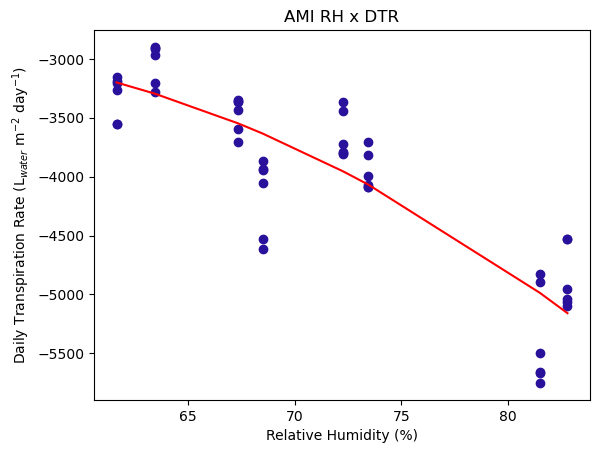 AMI RH x DTR
Daily Transpiration Rate (L$_{water}$ m$^{-2}$ day$^{-1}$)
−3000
−3500
−4000
−4500
−5000
−5500
65 70 75 80
Relative Humidity (%)